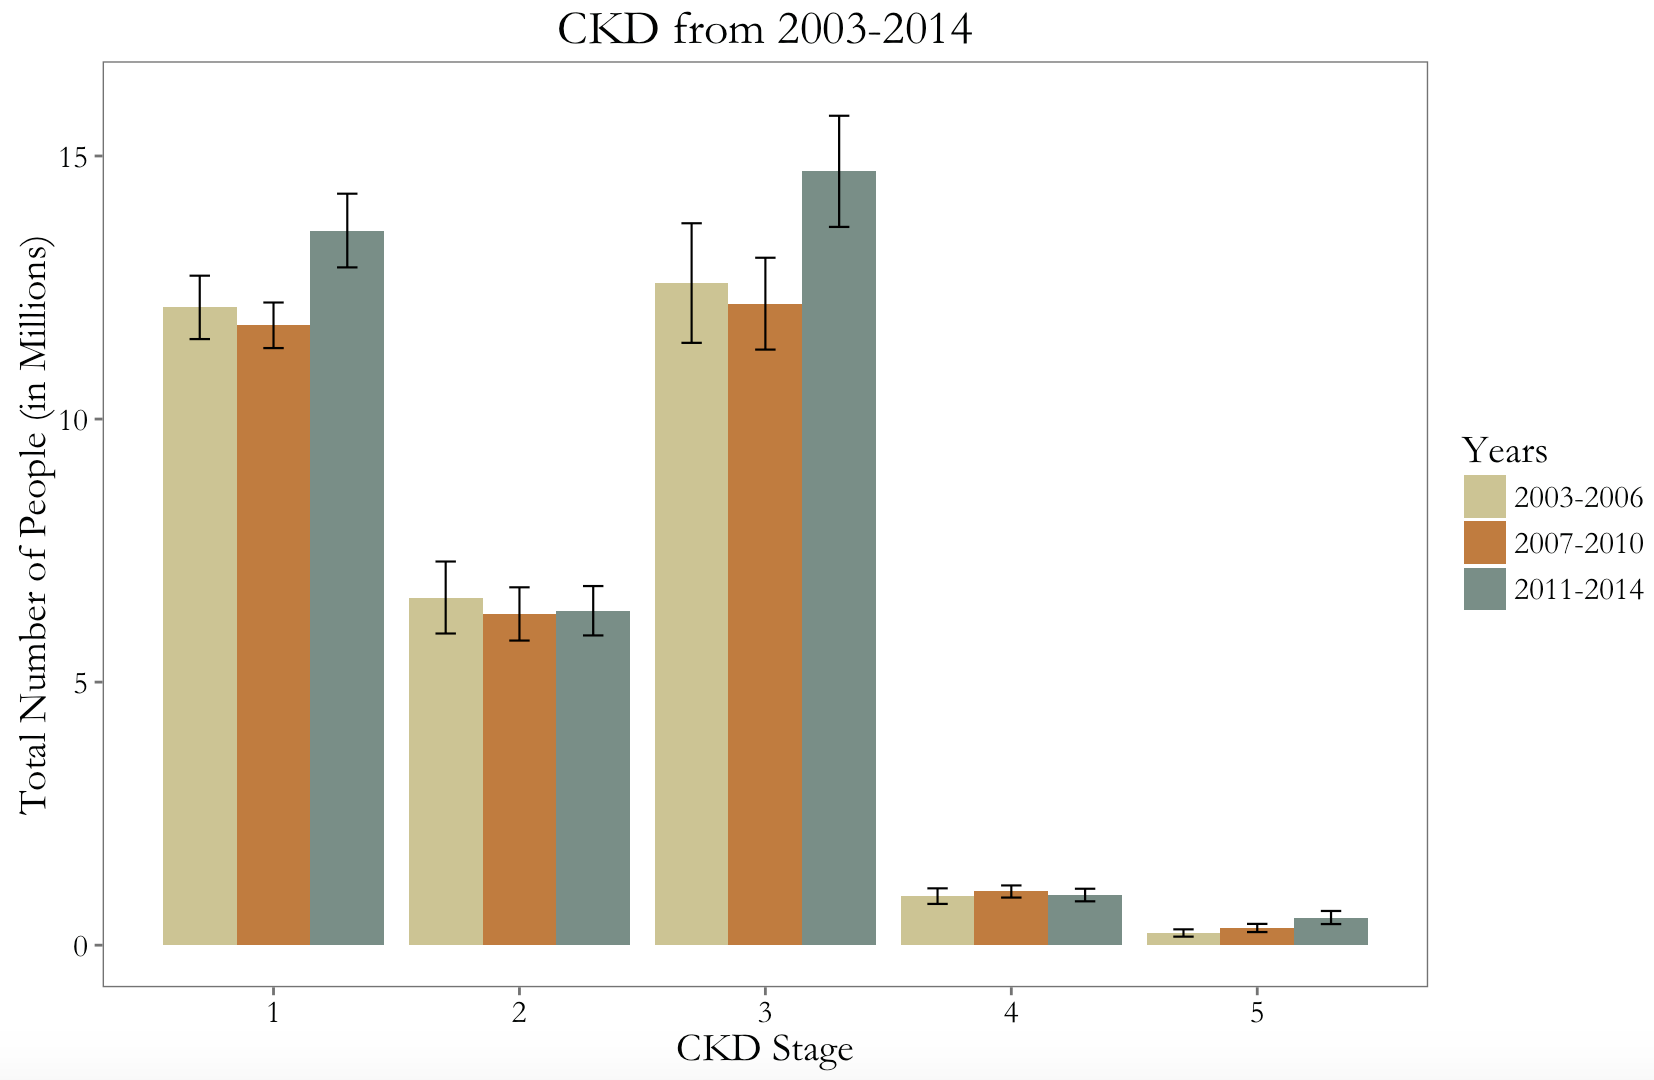 CKD from 2003-2014
Total Number of People (in Millions)
15
10
5
0
1 2 3 4 5
CKD Stage
Years
2003-2006
2007-2010
2011-2014